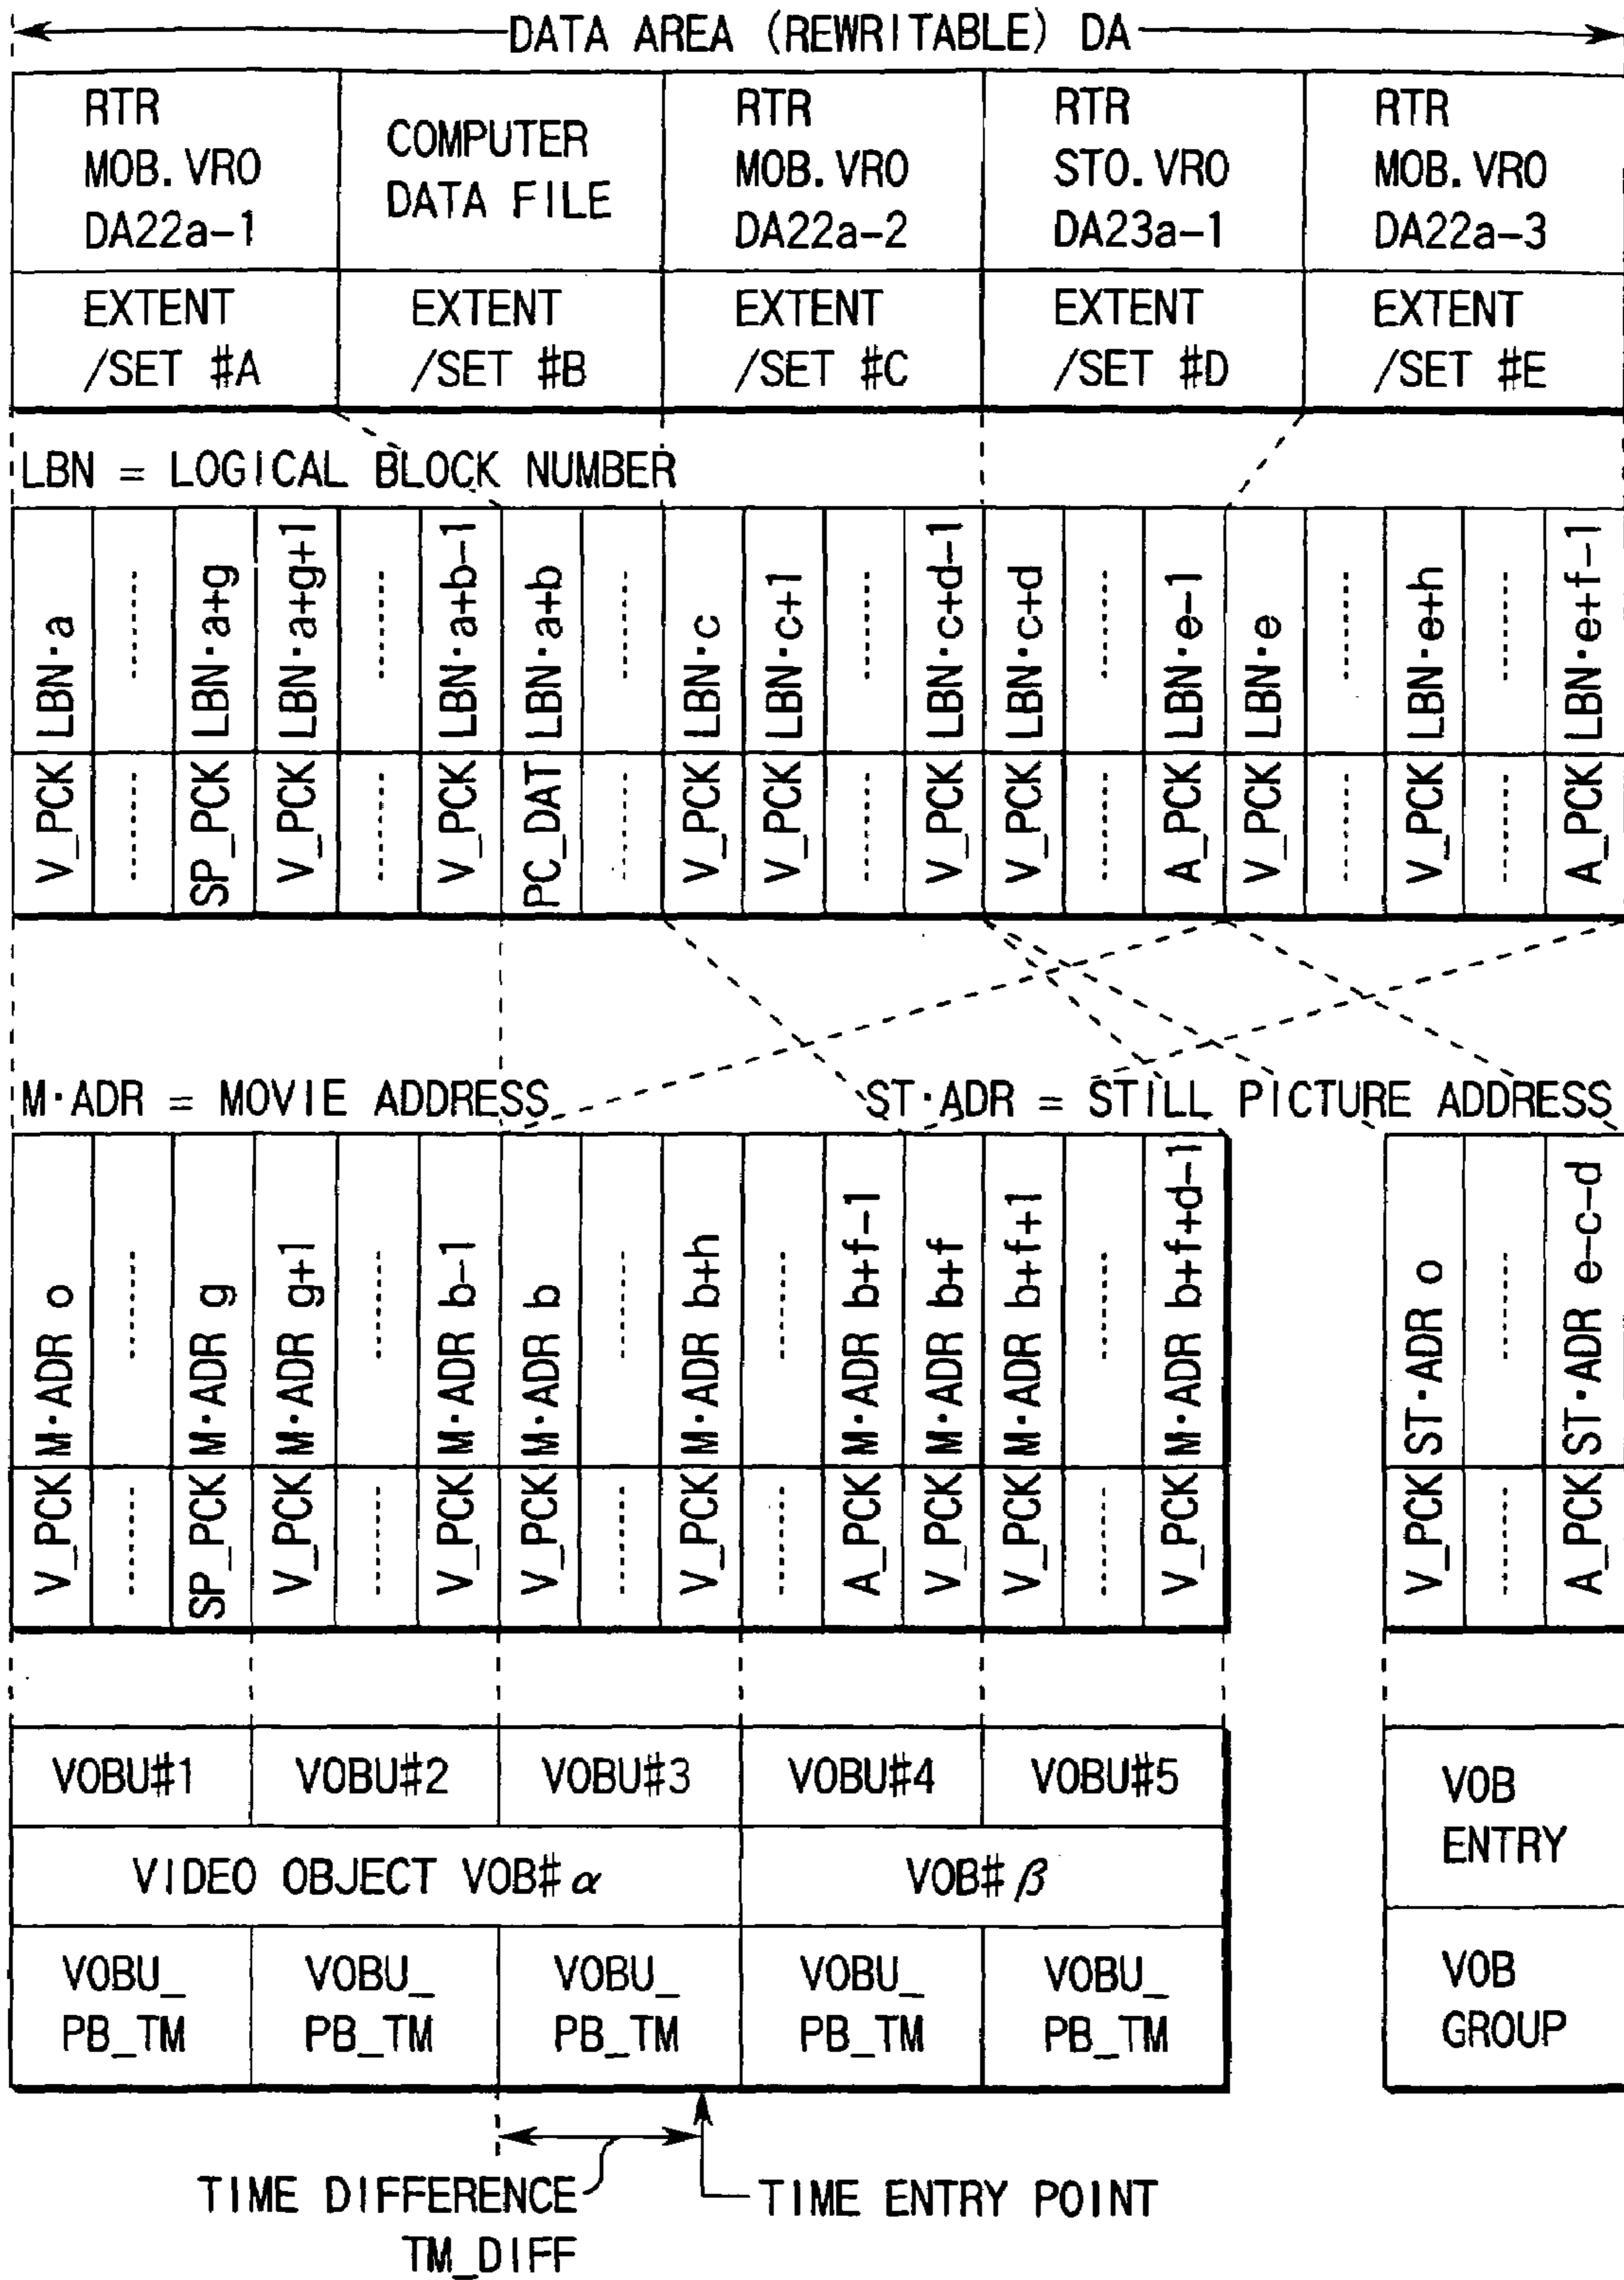 DATA AREA (REWRITABLE) DA
RTR
MOB.VRO
DA22a-1
COMPUTER
DATA FILE
RTR
MOB.VRO
DA22a-2
RTR
STO.VRO
DA23a-1
RTR
MOB.VRO
DA22a-3
EXTENT
/SET #A
EXTENT
/SET #B
EXTENT
/SET #C
EXTENT
/SET #D
EXTENT
/SET #E
LBN = LOGICAL BLOCK NUMBER
LBN·a
LBN·a+g
LBN·a+g+1
LBN·a+b-1
LBN·a+b
LBN·c
LBN·c+1
LBN·c+d-1
LBN·c+d
LBN·e-1
LBN·e
LBN·e+h
LBN·e+f-1
V_PCK
SP_PCK
V_PCK
V_PCK
PC_DAT
V_PCK
V_PCK
V_PCK
V_PCK
A_PCK
V_PCK
V_PCK
A_PCK
M·ADR = MOVIE ADDRESS
ST·ADR = STILL PICTURE ADDRESS
M·ADR o
M·ADR g
M·ADR g+1
M·ADR b-1
M·ADR b
M·ADR b+h
M·ADR b+f-1
M·ADR b+f
M·ADR b+f+1
M·ADR b+f+d-1
ST·ADR o
ST·ADR e-c-d
V_PCK
SP_PCK
V_PCK
V_PCK
V_PCK
V_PCK
A_PCK
V_PCK
V_PCK
V_PCK
V_PCK
A_PCK
VOBU#1
VOBU#2
VOBU#3
VOBU#4
VOBU#5
VOB
ENTRY
VIDEO OBJECT VOB#α
VOB#β
VOBU_
PB_TM
VOBU_
PB_TM
VOBU_
PB_TM
VOBU_
PB_TM
VOBU_
PB_TM
VOB
GROUP
TIME DIFFERENCE
TM_DIFF
TIME ENTRY POINT